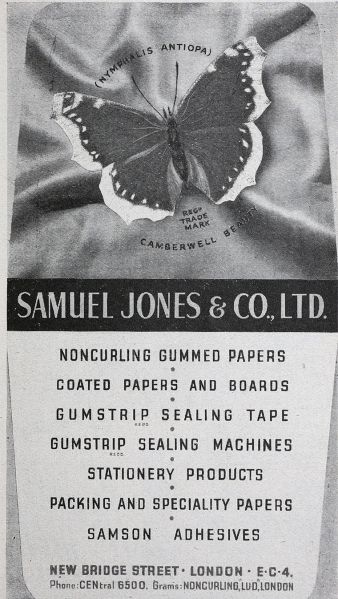 (NYMPHALIS ANTIOPA)
REGD
TRADE
MARK
CAMBERWELL BEAUTY
SAMUEL JONES & CO., LTD.
NONCURLING GUMMED PAPERS
•
COATED PAPERS AND BOARDS
•
GUMSTRIP SEALING TAPE
REGD.
•
GUMSTRIP SEALING MACHINES
REGD.
•
STATIONERY PRODUCTS
•
PACKING AND SPECIALITY PAPERS
•
SAMSON ADHESIVES
NEW BRIDGE STREET • LONDON • E•C•4.
Phone: CENtral 6500. Grams: NONCURLING, LUD, LONDON